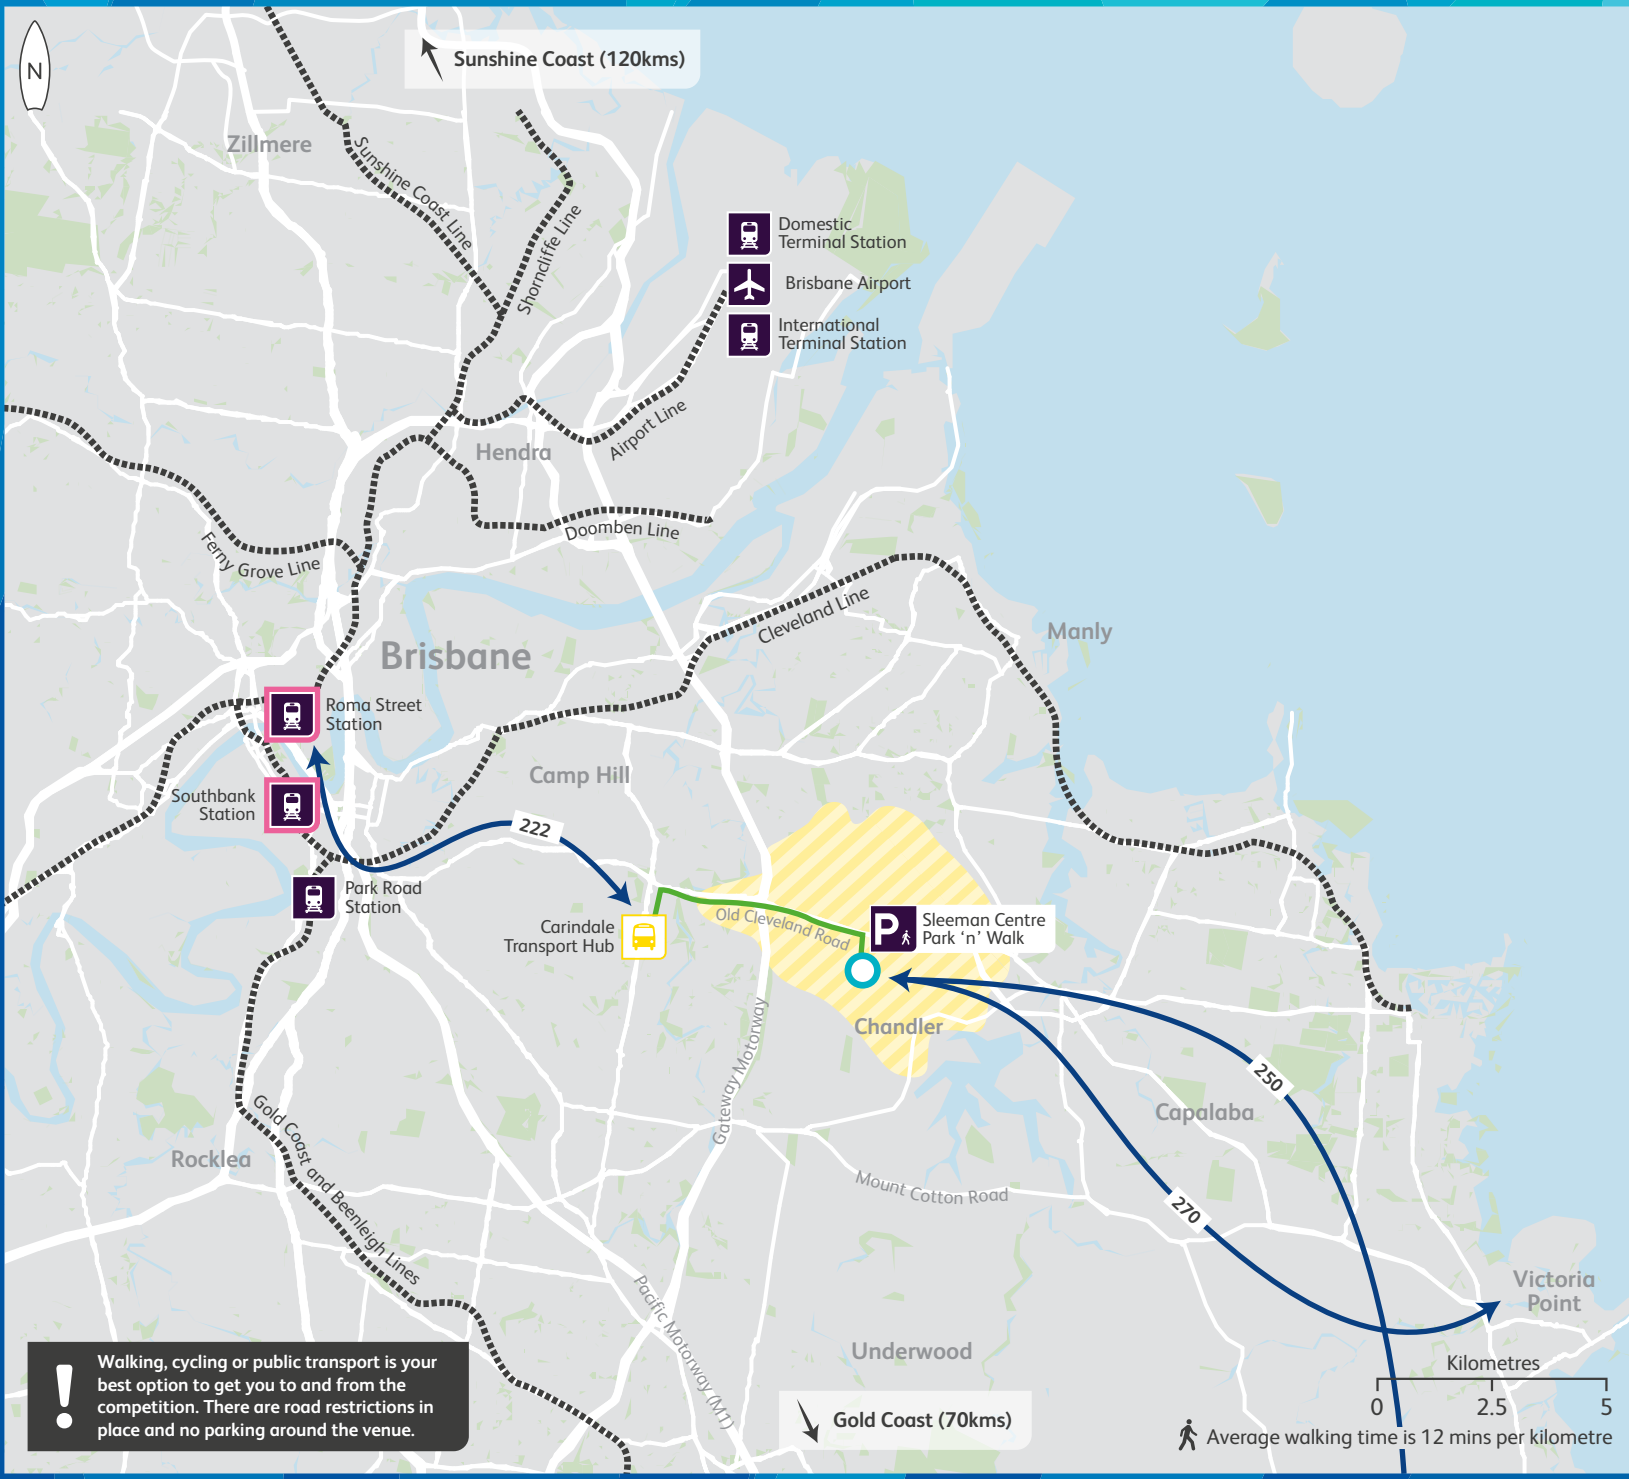 N
Sunshine Coast (120kms)
Zillmere
Sunshine Coast Line
Shorncliffe Line
Domestic
Terminal Station
Brisbane Airport
International
Terminal Station
Airport Line
Hendra
Doomben Line
Ferny Grove Line
Cleveland Line
Manly
Brisbane
Roma Street
Station
Camp Hill
Southbank
Station
222
Park Road
Station
Carindale
Transport Hub
Old Cleveland Road
P
Sleeman Centre
Park ‘n’ Walk
Chandler
Gateway Motorway
250
Capalaba
Gold Coast and Beenleigh Lines
Rocklea
Mount Cotton Road
270
Victoria
Point
Pacific Motorway (M1)
Underwood
Walking, cycling or public transport is your
best option to get you to and from the
competition. There are road restrictions in
place and no parking around the venue.
Gold Coast (70kms)
Kilometres
0 2.5 5
Average walking time is 12 mins per kilometre